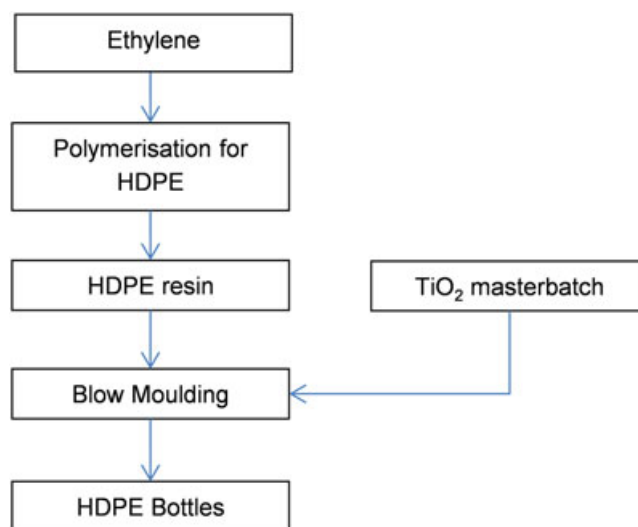 Ethylene
Polymerisation for
HDPE
HDPE resin
TiO₂ masterbatch
Blow Moulding
HDPE Bottles